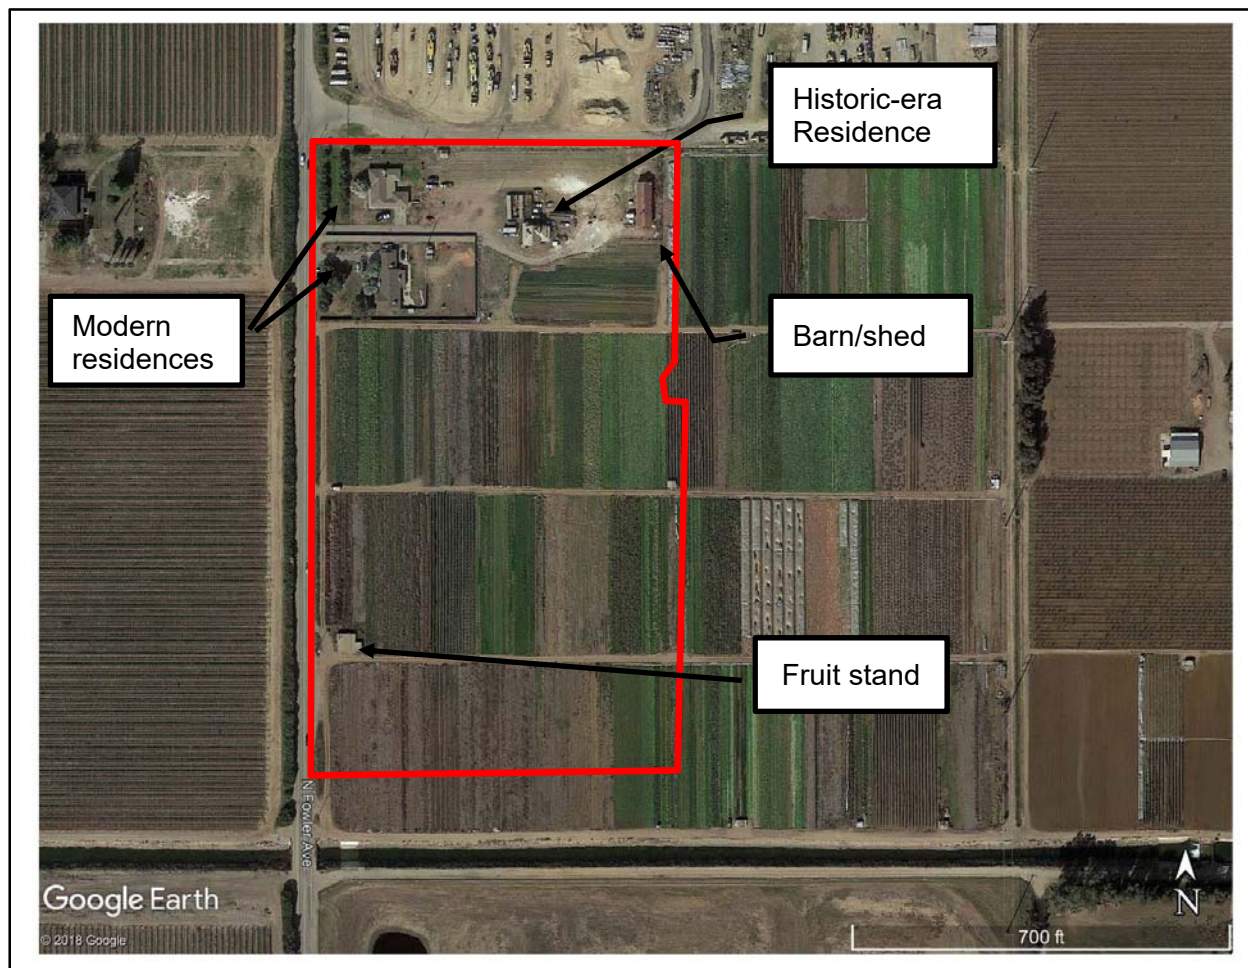 Historic-era
Residence
Modern
residences
Barn/shed
Fruit stand
N Fowler Ave
Google Earth
© 2018 Google
N
700 ft